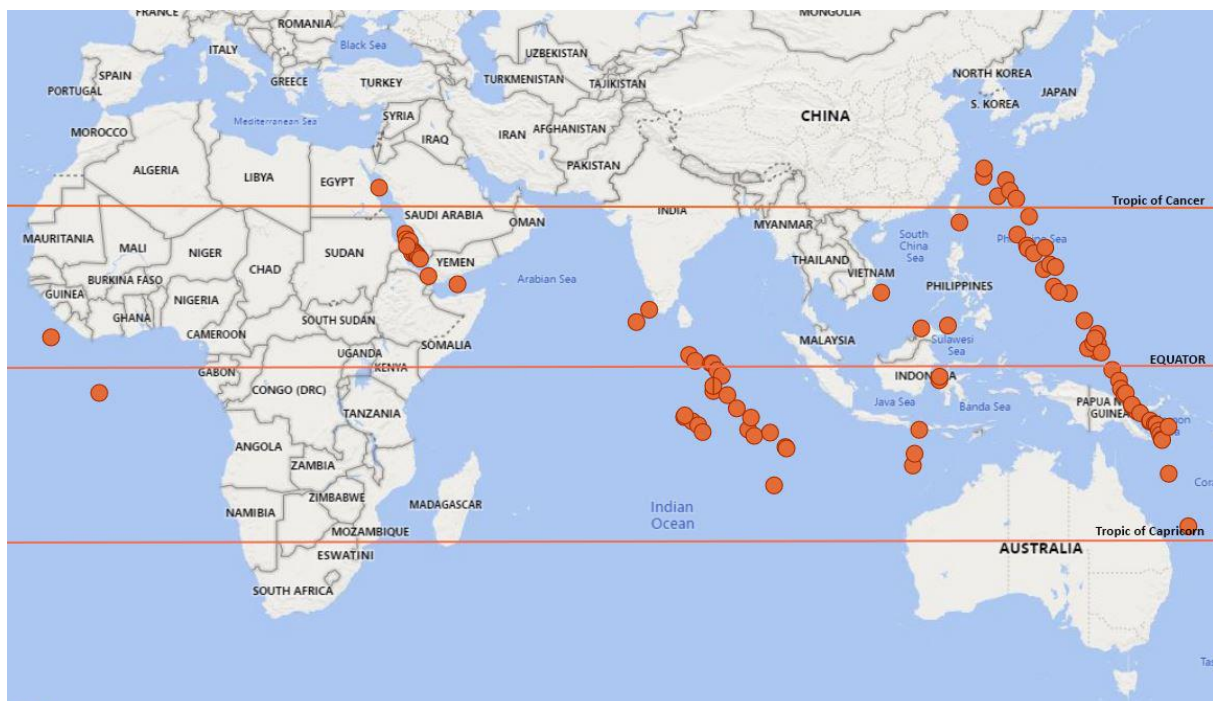 FRANCE
ROMANIA
MONGOLIA
ITALY
Black Sea
UZBEKISTAN
NORTH KOREA
SPAIN
GREECE
TURKEY
TURKMENISTAN
TAJIKISTAN
JAPAN
PORTUGAL
S. KOREA
SYRIA
CHINA
Mediterranean Sea
MOROCCO
IRAQ
IRAN
AFGHANISTAN
PAKISTAN
ALGERIA
LIBYA
EGYPT
Tropic of Cancer
SAUDI ARABIA
OMAN
INDIA
MYANMAR
MAURITANIA
MALI
NIGER
SUDAN
South
China
Sea
CHAD
YEMEN
THAILAND
Arabian Sea
BURKINA FASO
VIETNAM
GUINEA
NIGERIA
PHILIPPINES
GHANA
SOUTH SUDAN
CAMEROON
MALAYSIA
Sulawesi
Sea
SOMALIA
UGANDA
EQUATOR
GABON
KENYA
CONGO (DRC)
Java Sea
Banda Sea
PAPUA N
GUINEA
TANZANIA
ANGOLA
ZAMBIA
Cor
ZIMBABWE
MADAGASCAR
Indian
Ocean
NAMIBIA
MOZAMBIQUE
Tropic of Capricorn
ESWATINI
AUSTRALIA
SOUTH AFRICA
Tas